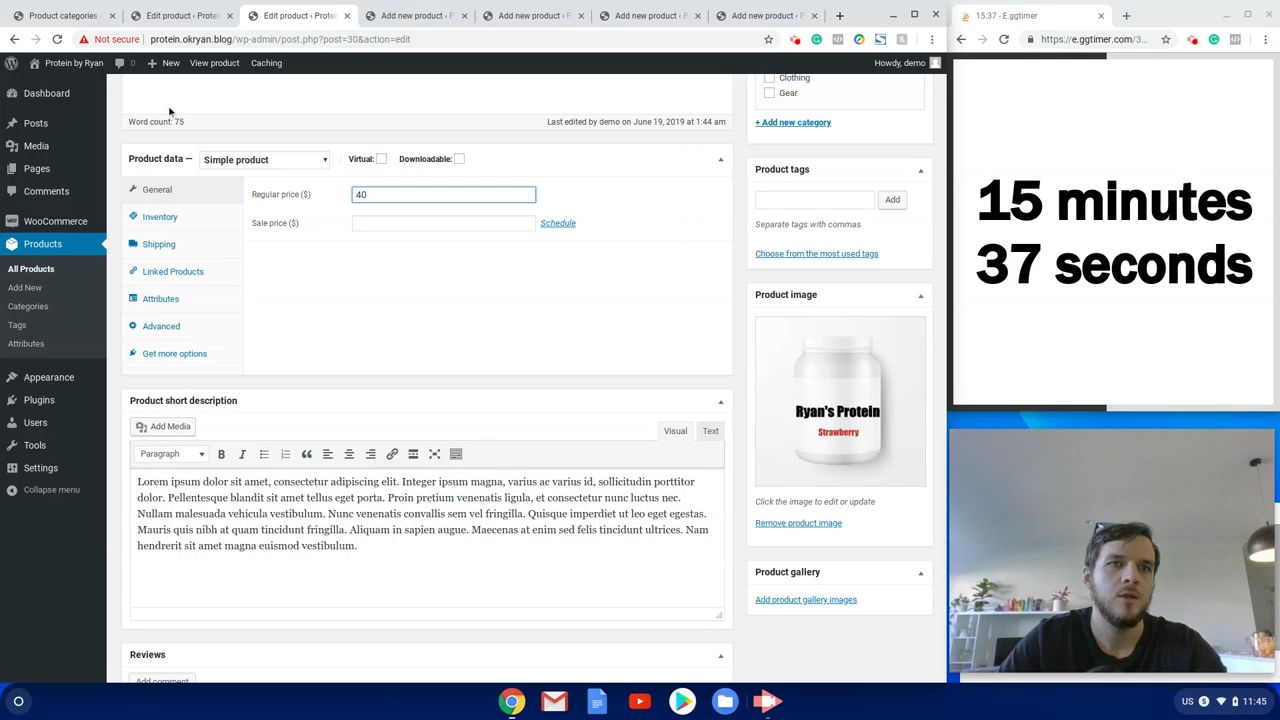 Product categories ‹
Edit product ‹ Protein
Edit product ‹ Protein
Add new product ‹ P
Add new product ‹ F
Add new product ‹ F
Add new product ‹ P
15:37 - E.ggtimer
Not secure
protein.okryan.blog/wp-admin/post.php?post=30&action=edit
https://e.ggtimer.com/3...
Protein by Ryan
0
New
View product
Caching
Howdy, demo
Dashboard
Posts
Media
Pages
Comments
WooCommerce
Products
All Products
Add New
Categories
Tags
Attributes
Appearance
Plugins
Users
Tools
Settings
Collapse menu
Word count: 75
Last edited by demo on June 19, 2019 at 1:44 am
Product data —
Simple product
Virtual:
Downloadable:
General
Inventory
Shipping
Linked Products
Attributes
Advanced
Get more options
Regular price ($)
40
Sale price ($)
Schedule
Product short description
Add Media
Visual
Text
Paragraph
Lorem ipsum dolor sit amet, consectetur adipiscing elit. Integer ipsum magna, varius ac varius id, sollicitudin porttitor
dolor. Pellentesque blandit sit amet tellus eget porta. Proin pretium venenatis ligula, et consectetur nunc luctus nec.
Nullam malesuada vehicula vestibulum. Nunc venenatis convallis sem vel fringilla. Quisque imperdiet ut leo eget egestas.
Mauris quis nibh at quam tincidunt fringilla. Aliquam in sapien augue. Maecenas at enim sed felis tincidunt ultrices. Nam
hendrerit sit amet magna euismod vestibulum.
Reviews
Add comment
Clothing
Gear
+ Add new category
Product tags
Add
Separate tags with commas
Choose from the most used tags
Product image
Ryan's Protein
Strawberry
Click the image to edit or update
Remove product image
Product gallery
Add product gallery images
15 minutes
37 seconds
US
11:45